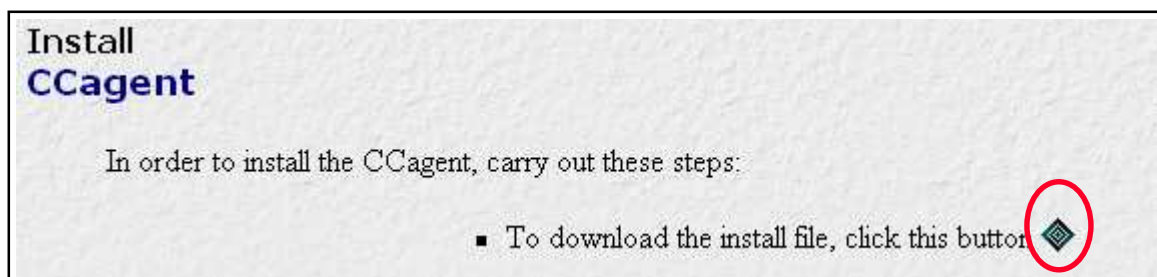 Install
CCagent
In order to install the CCagent, carry out these steps:
▪ To download the install file, click this button